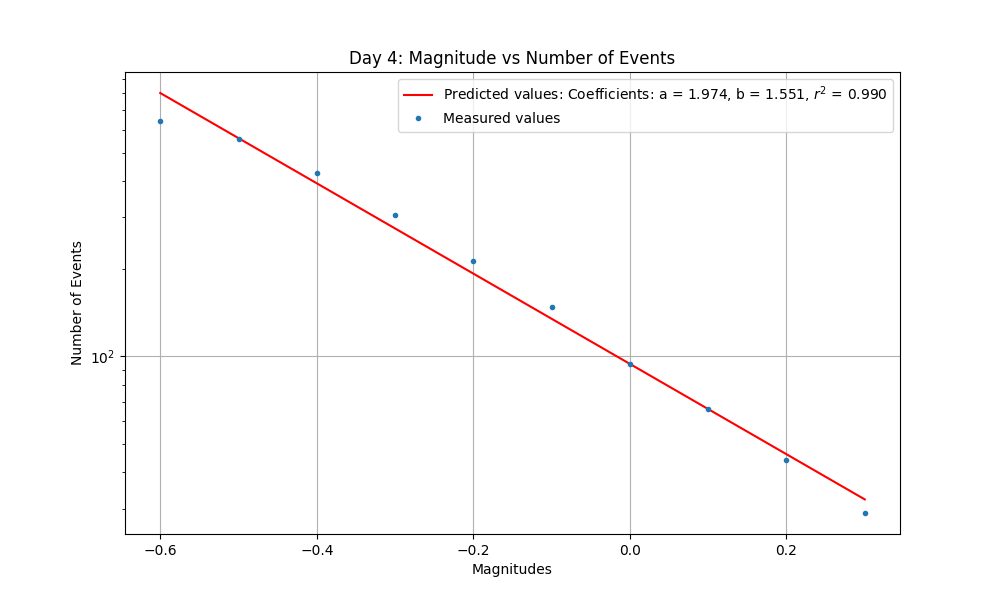 Day 4: Magnitude vs Number of Events
Predicted values: Coefficients: a = 1.974, b = 1.551, r² = 0.990
Measured values
Number of Events
10²
−0.6 −0.4 −0.2 0.0 0.2
Magnitudes